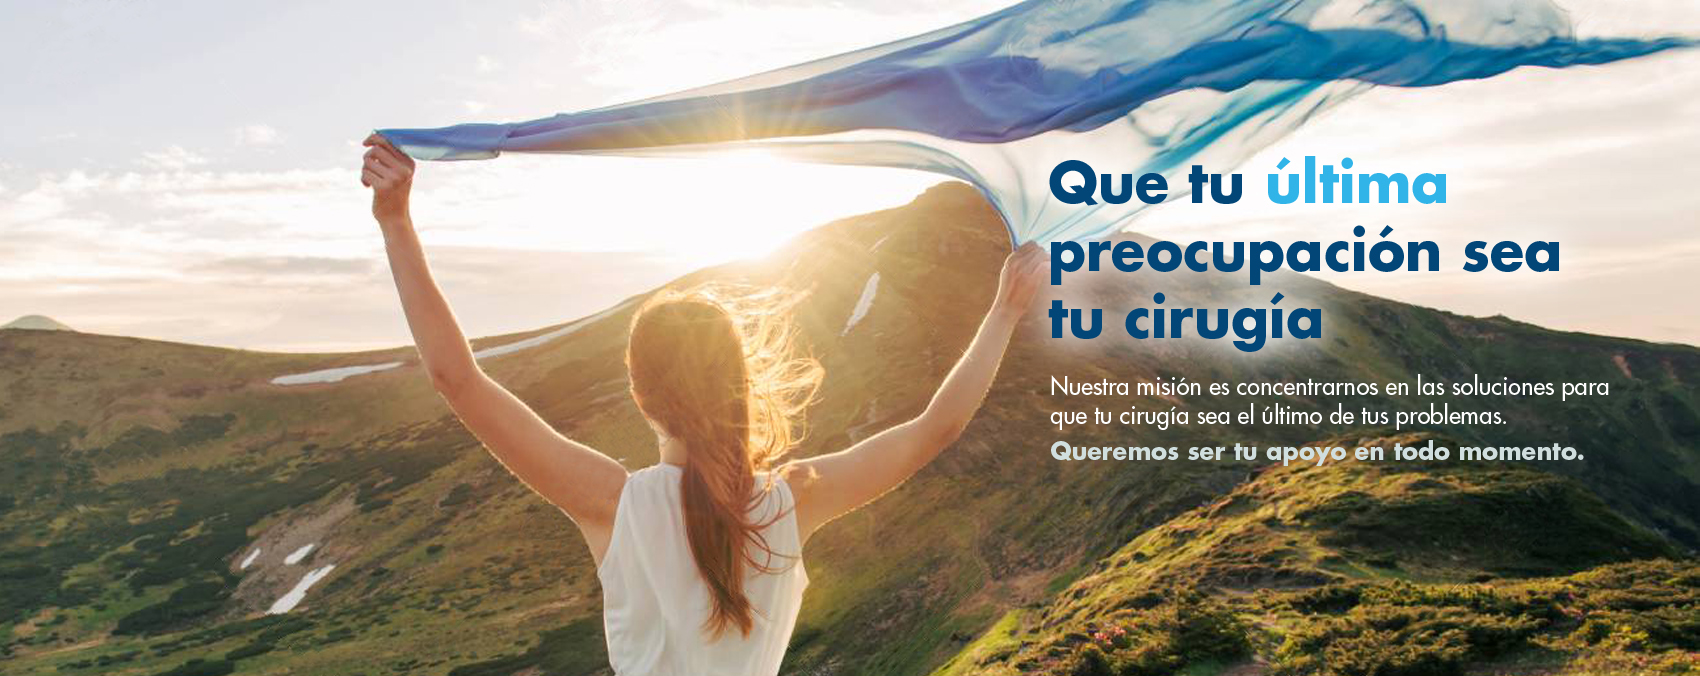 Que tu última
preocupación sea
tu cirugía
Nuestra misión es concentrarnos en las soluciones para
que tu cirugía sea el último de tus problemas.
Queremos ser tu apoyo en todo momento.